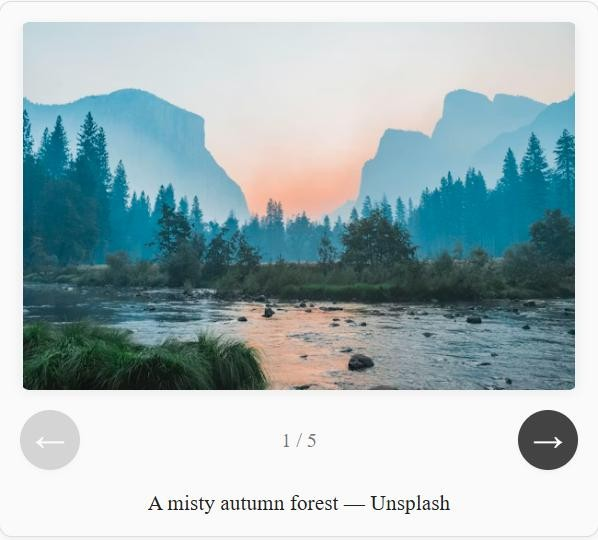 ← 1 / 5 →
A misty autumn forest — Unsplash